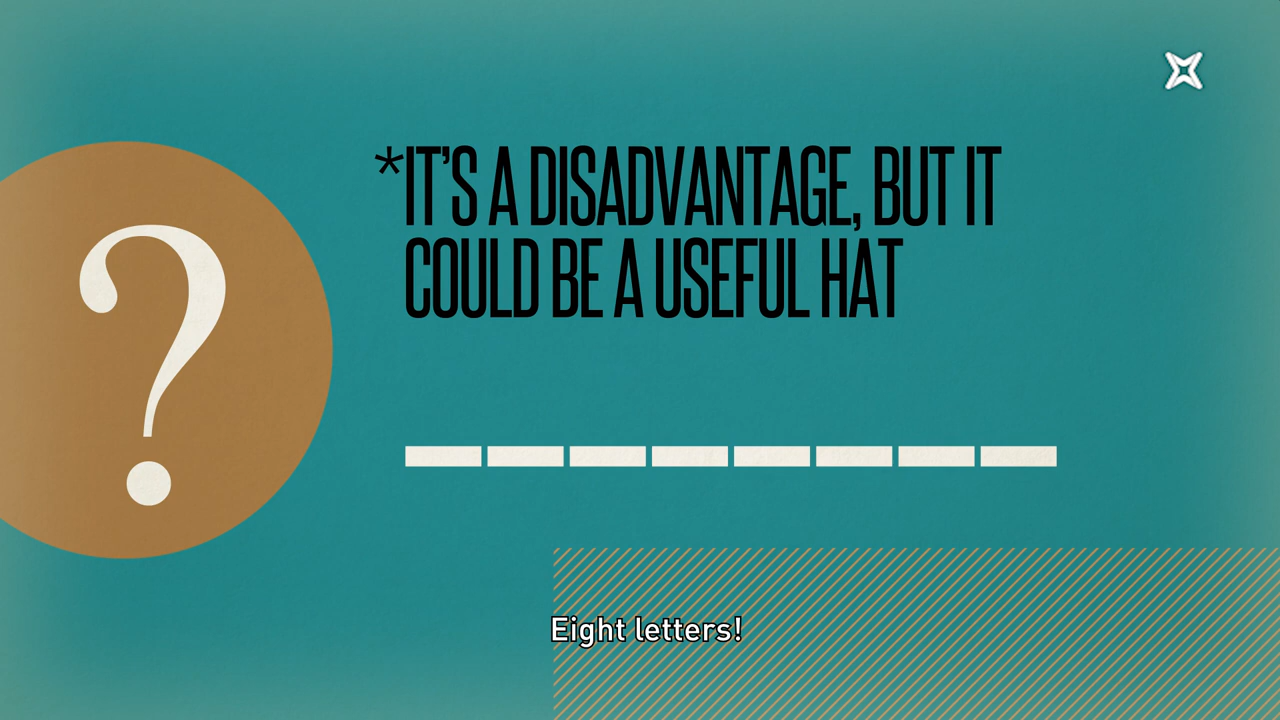 *IT'S A DISADVANTAGE, BUT IT
COULD BE A USEFUL HAT
?
Eight letters!